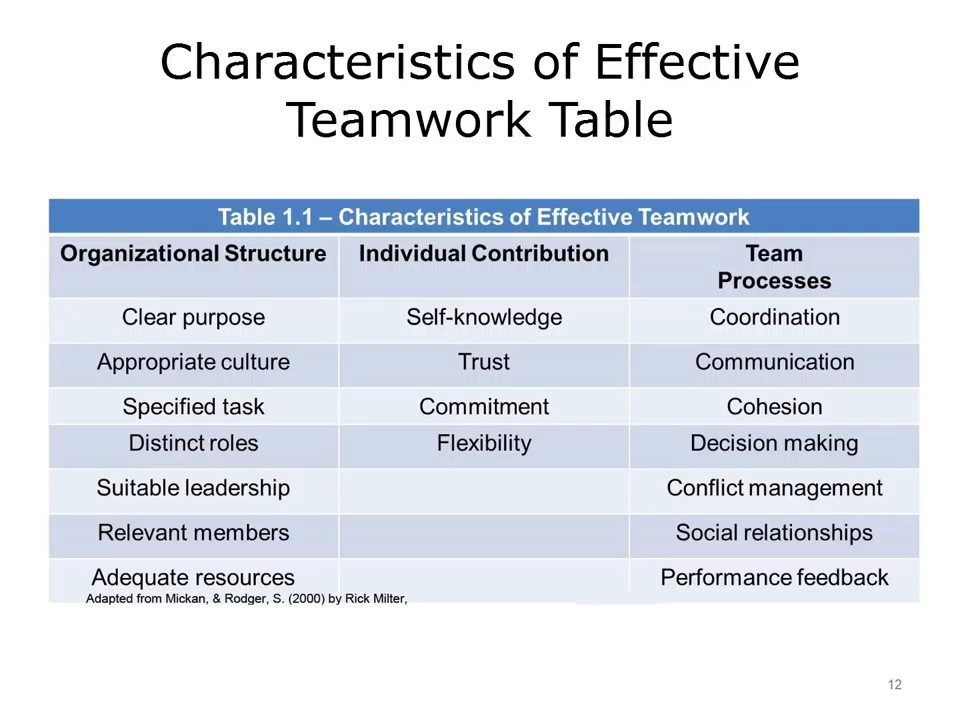 Characteristics of Effective
Teamwork Table
Table 1.1 – Characteristics of Effective Teamwork
Organizational Structure Individual Contribution Team
Processes
Clear purpose Self-knowledge Coordination
Appropriate culture Trust Communication
Specified task Commitment Cohesion
Distinct roles Flexibility Decision making
Suitable leadership Conflict management
Relevant members Social relationships
Adequate resources Performance feedback
Adapted from Mickan, & Rodger, S. (2000) by Rick Milter,
12